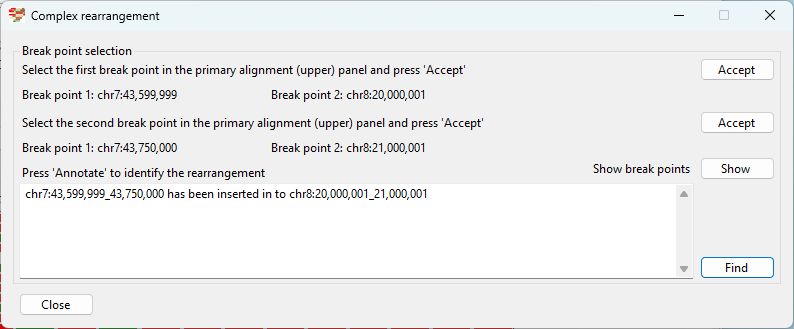 Complex rearrangement
Break point selection
Select the first break point in the primary alignment (upper) panel and press 'Accept'
Accept
Break point 1: chr7:43,599,999 Break point 2: chr8:20,000,001
Select the second break point in the primary alignment (upper) panel and press 'Accept'
Accept
Break point 1: chr7:43,750,000 Break point 2: chr8:21,000,001
Press 'Annotate' to identify the rearrangement
Show break points
Show
chr7:43,599,999_43,750,000 has been inserted in to chr8:20,000,001_21,000,001
Find
Close